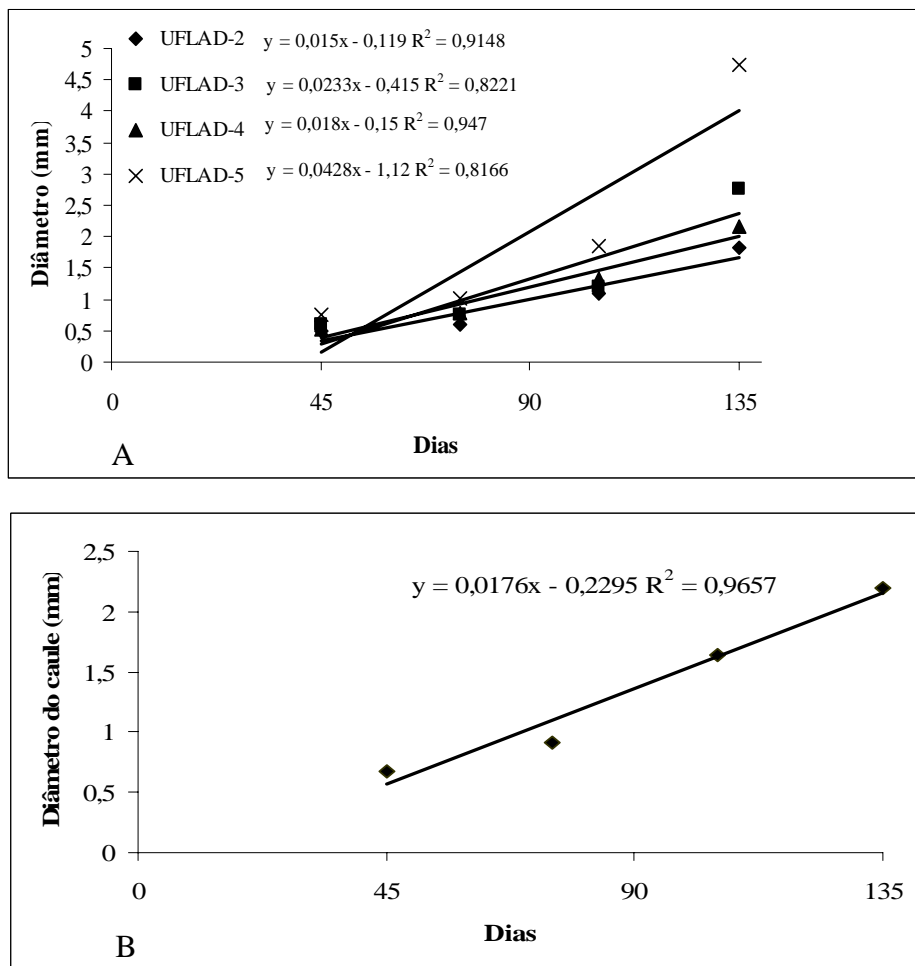 UFLAD-2 y = 0,015x - 0,119 R² = 0,9148
UFLAD-3 y = 0,0233x - 0,415 R² = 0,8221
UFLAD-4 y = 0,018x - 0,15 R² = 0,947
UFLAD-5 y = 0,0428x - 1,12 R² = 0,8166
Diâmetro (mm)
5
4,5
4
3,5
3
2,5
2
1,5
1
0,5
0
0 45 90 135
Dias
A
y = 0,0176x - 0,2295 R² = 0,9657
Diâmetro do caule (mm)
2,5
2
1,5
1
0,5
0
0 45 90 135
Dias
B